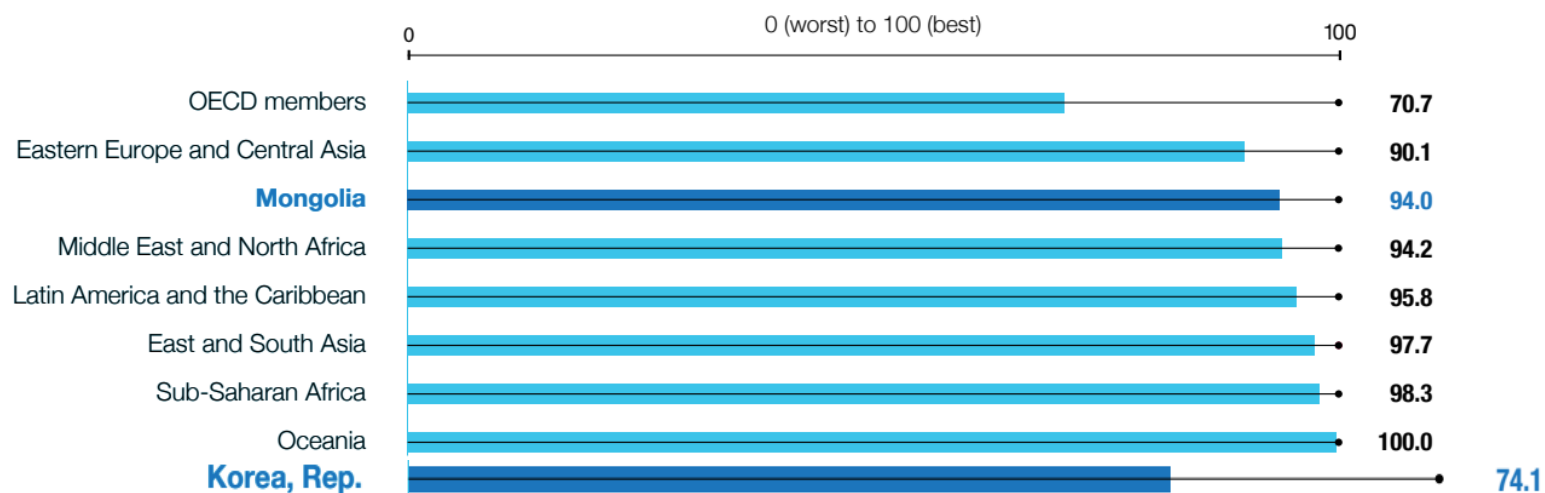 0 (worst) to 100 (best)
0 100
OECD members 70.7
Eastern Europe and Central Asia 90.1
Mongolia 94.0
Middle East and North Africa 94.2
Latin America and the Caribbean 95.8
East and South Asia 97.7
Sub-Saharan Africa 98.3
Oceania 100.0
Korea, Rep. 74.1